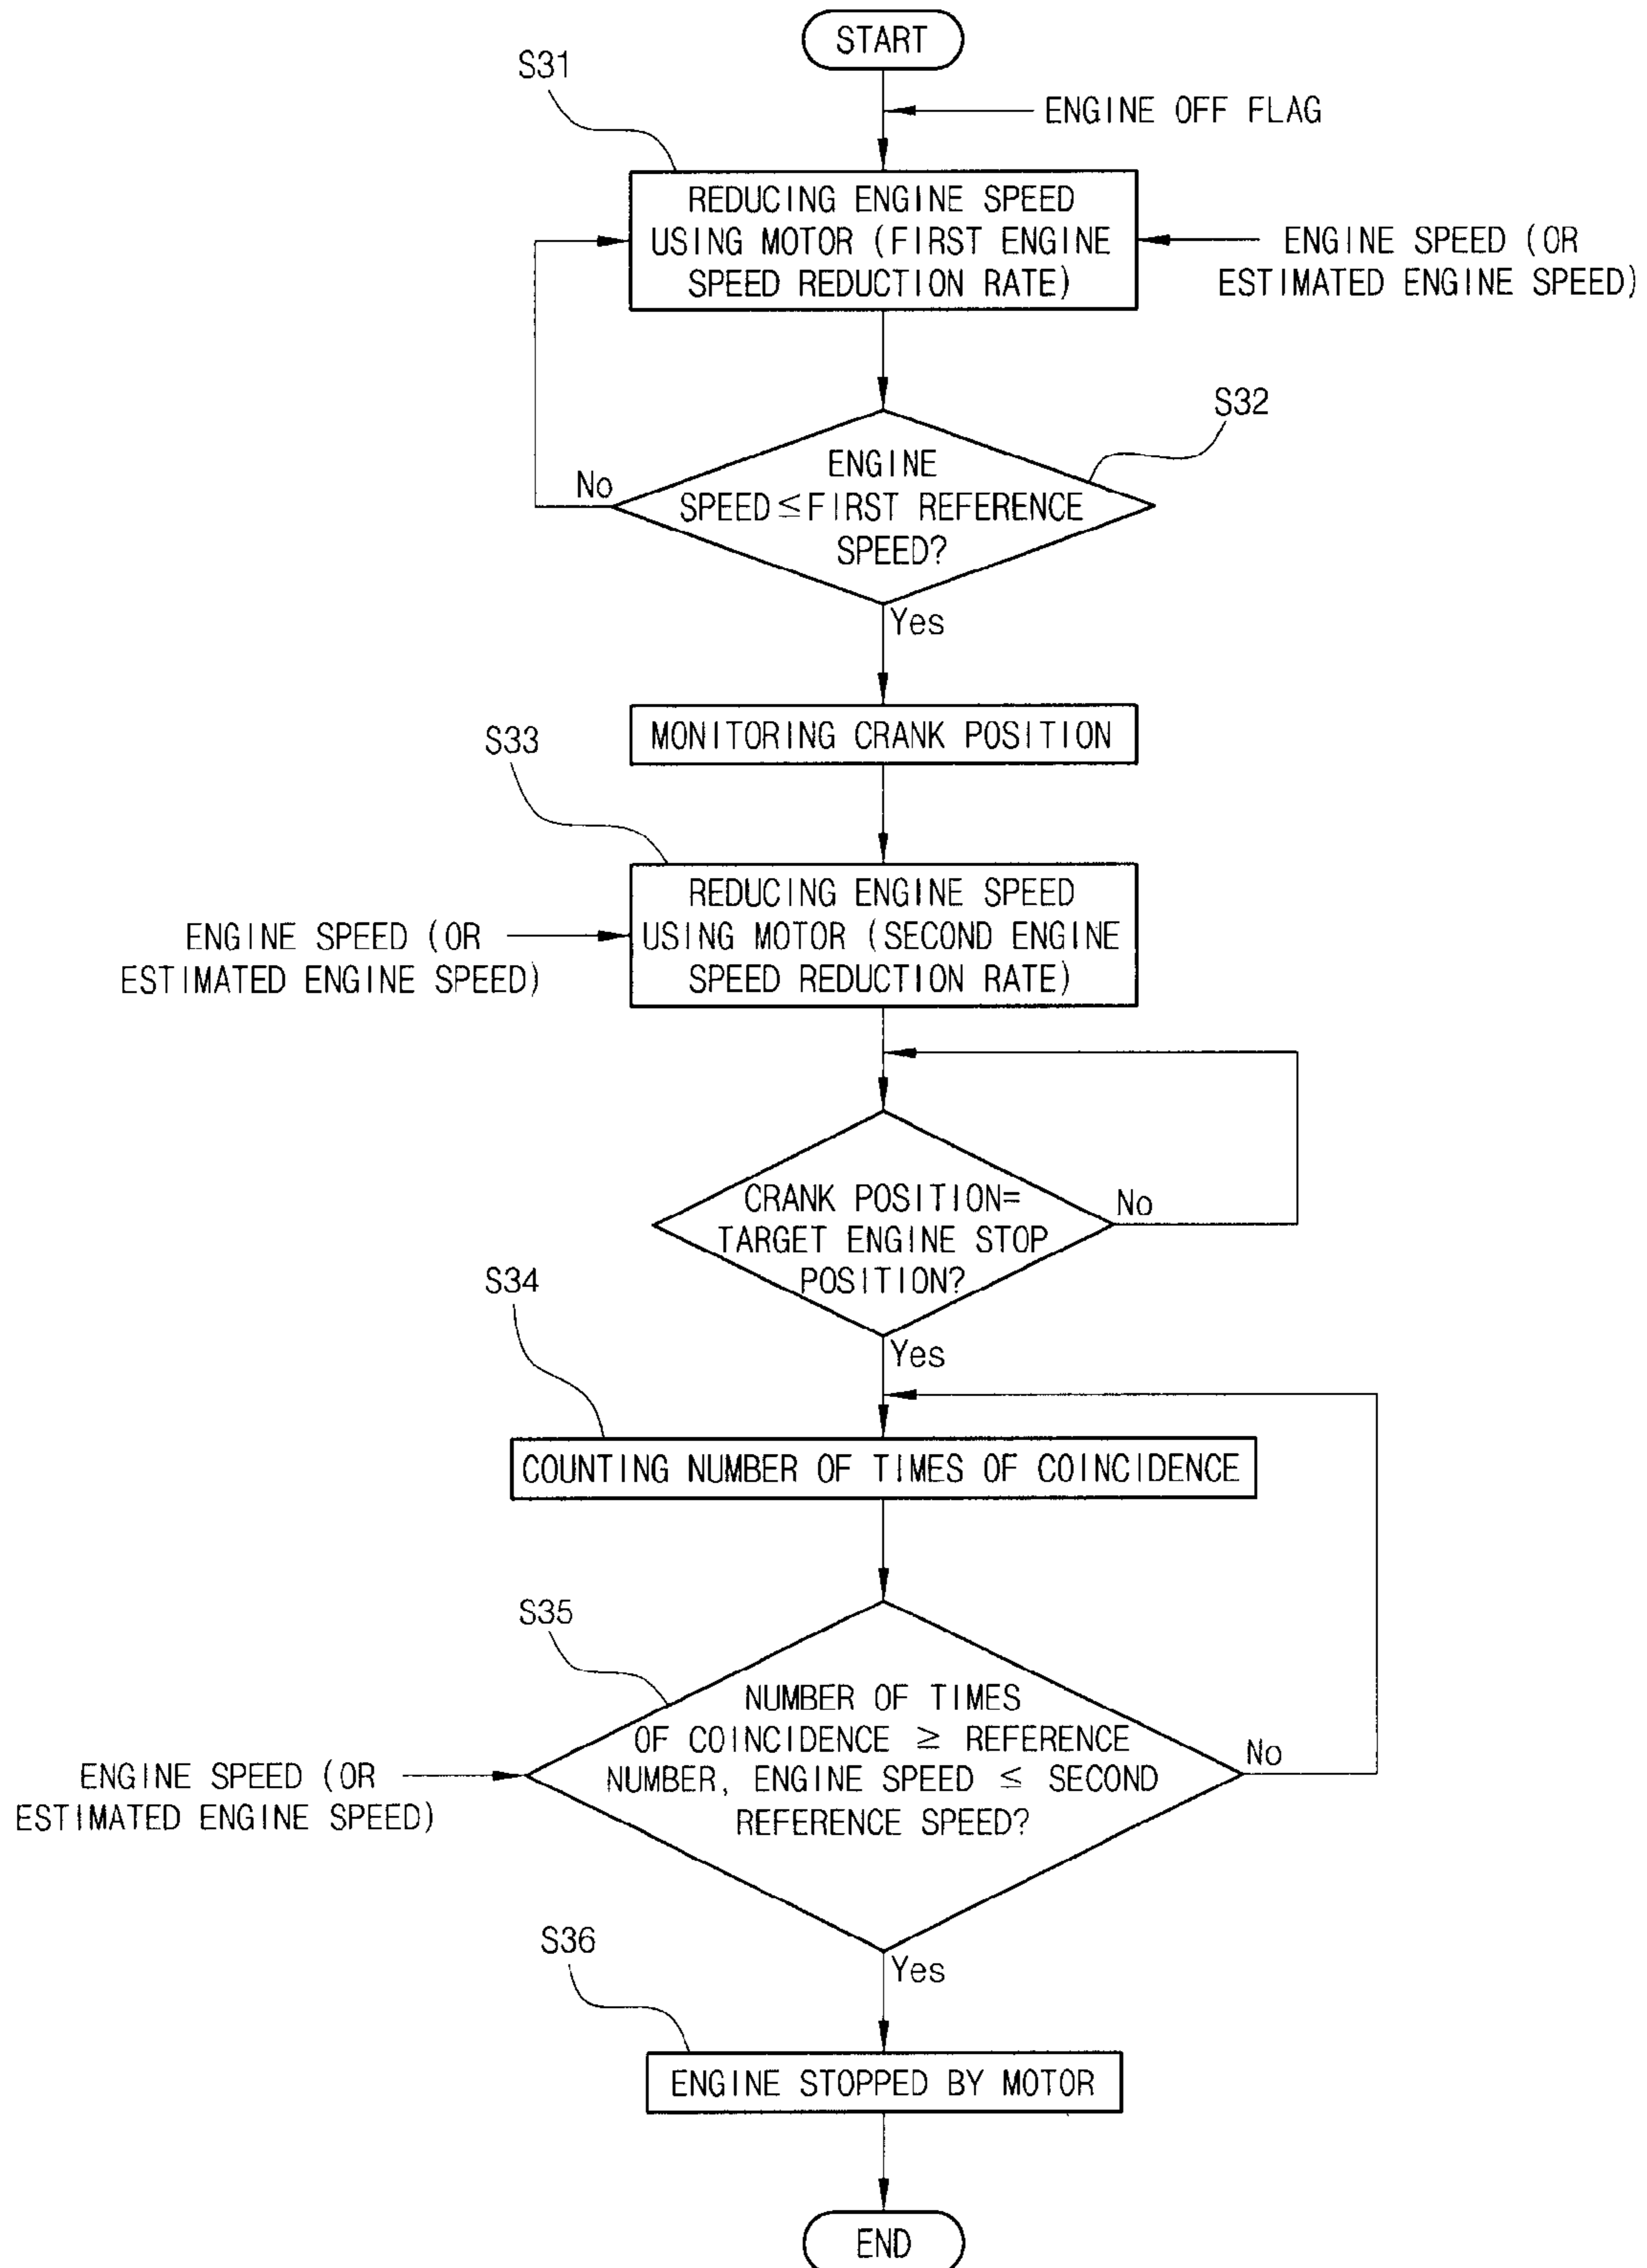 START
S31
ENGINE OFF FLAG
REDUCING ENGINE SPEED
USING MOTOR (FIRST ENGINE
SPEED REDUCTION RATE)
ENGINE SPEED (OR
ESTIMATED ENGINE SPEED)
S32
ENGINE
SPEED≦FIRST REFERENCE
SPEED?
No
Yes
MONITORING CRANK POSITION
S33
REDUCING ENGINE SPEED
USING MOTOR (SECOND ENGINE
SPEED REDUCTION RATE)
ENGINE SPEED (OR
ESTIMATED ENGINE SPEED)
CRANK POSITION=
TARGET ENGINE STOP
POSITION?
No
Yes
S34
COUNTING NUMBER OF TIMES OF COINCIDENCE
S35
NUMBER OF TIMES
OF COINCIDENCE ≥ REFERENCE
NUMBER, ENGINE SPEED ≤ SECOND
REFERENCE SPEED?
No
ENGINE SPEED (OR
ESTIMATED ENGINE SPEED)
Yes
S36
ENGINE STOPPED BY MOTOR
END